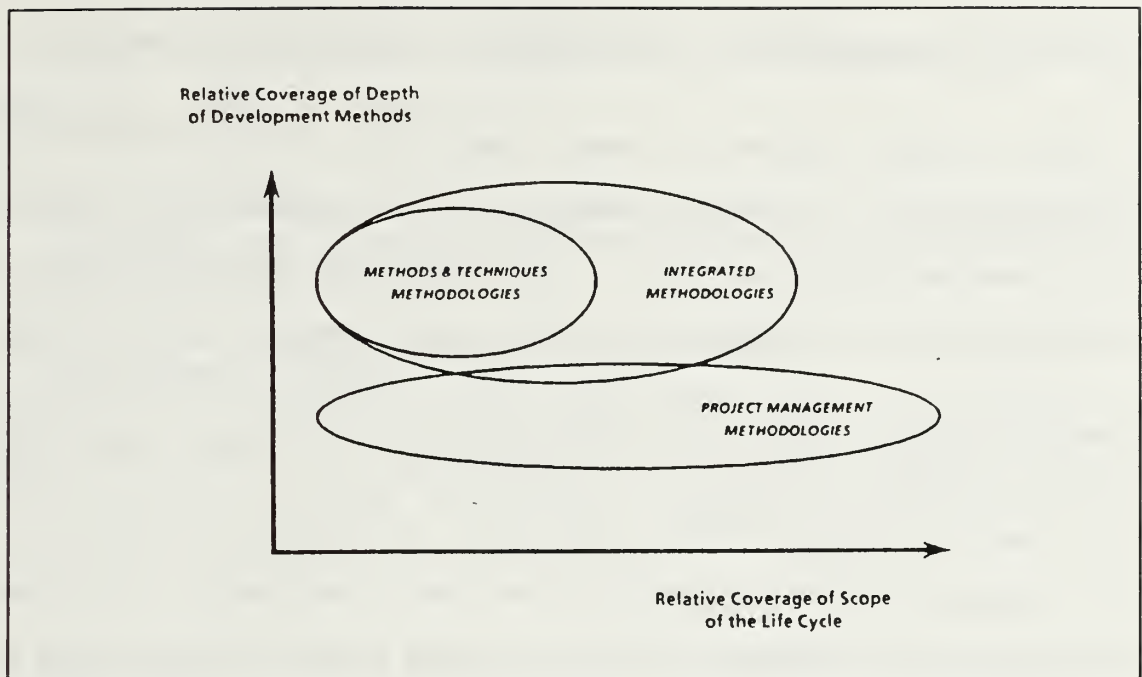 Relative Coverage of Depth
of Development Methods
METHODS & TECHNIQUES
METHODOLOGIES
INTEGRATED
METHODOLOGIES
PROJECT MANAGEMENT
METHODOLOGIES
Relative Coverage of Scope
of the Life Cycle